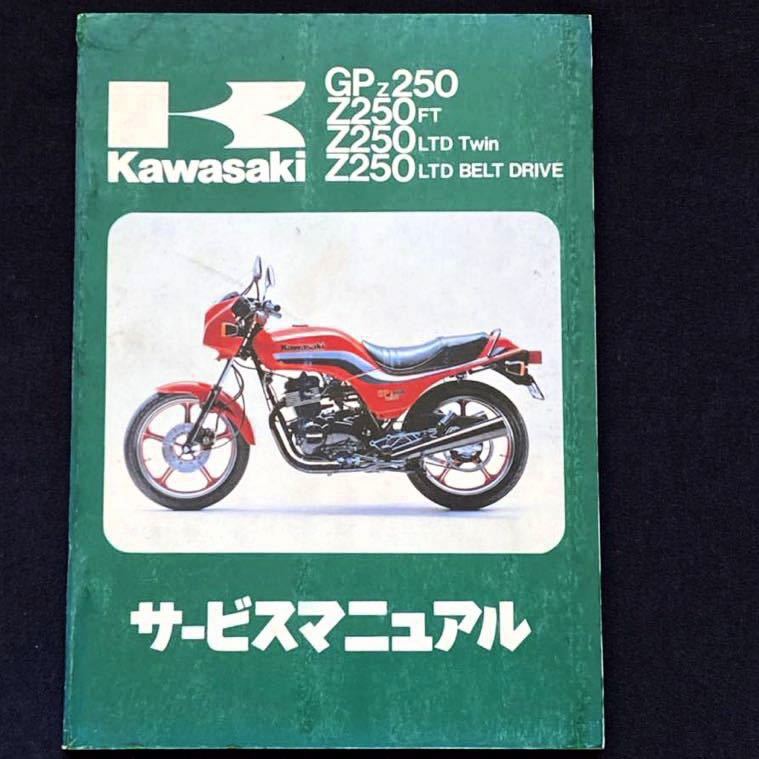 GPz250
Z250FT
Z250LTD Twin
Z250LTD BELT DRIVE
Kawasaki
Kawasaki
サービスマニュアル